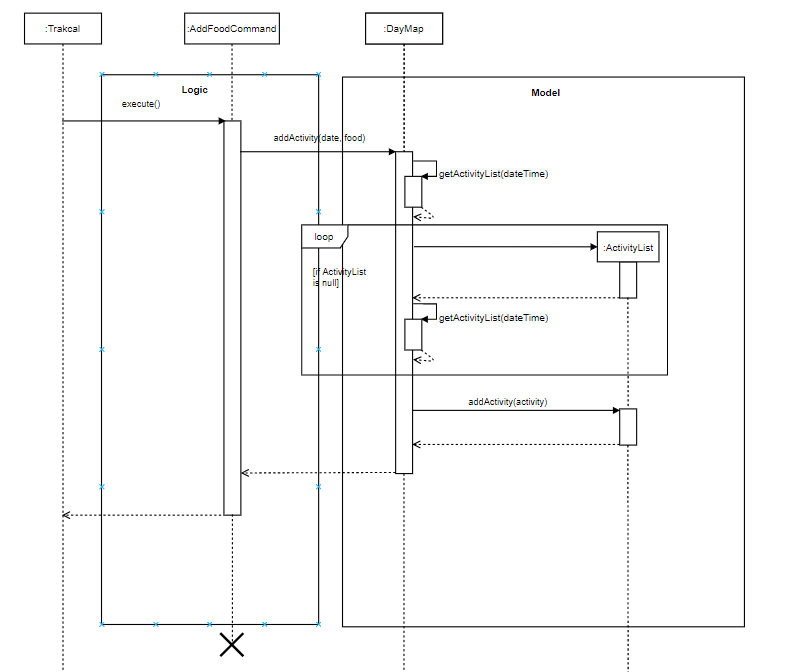 :Trakcal
:AddFoodCommand
:DayMap
Logic
Model
execute()
addActivity(date, food)
getActivityList(dateTime)
loop
:ActivityList
[if ActivityList
is null]
getActivityList(dateTime)
addActivity(activity)